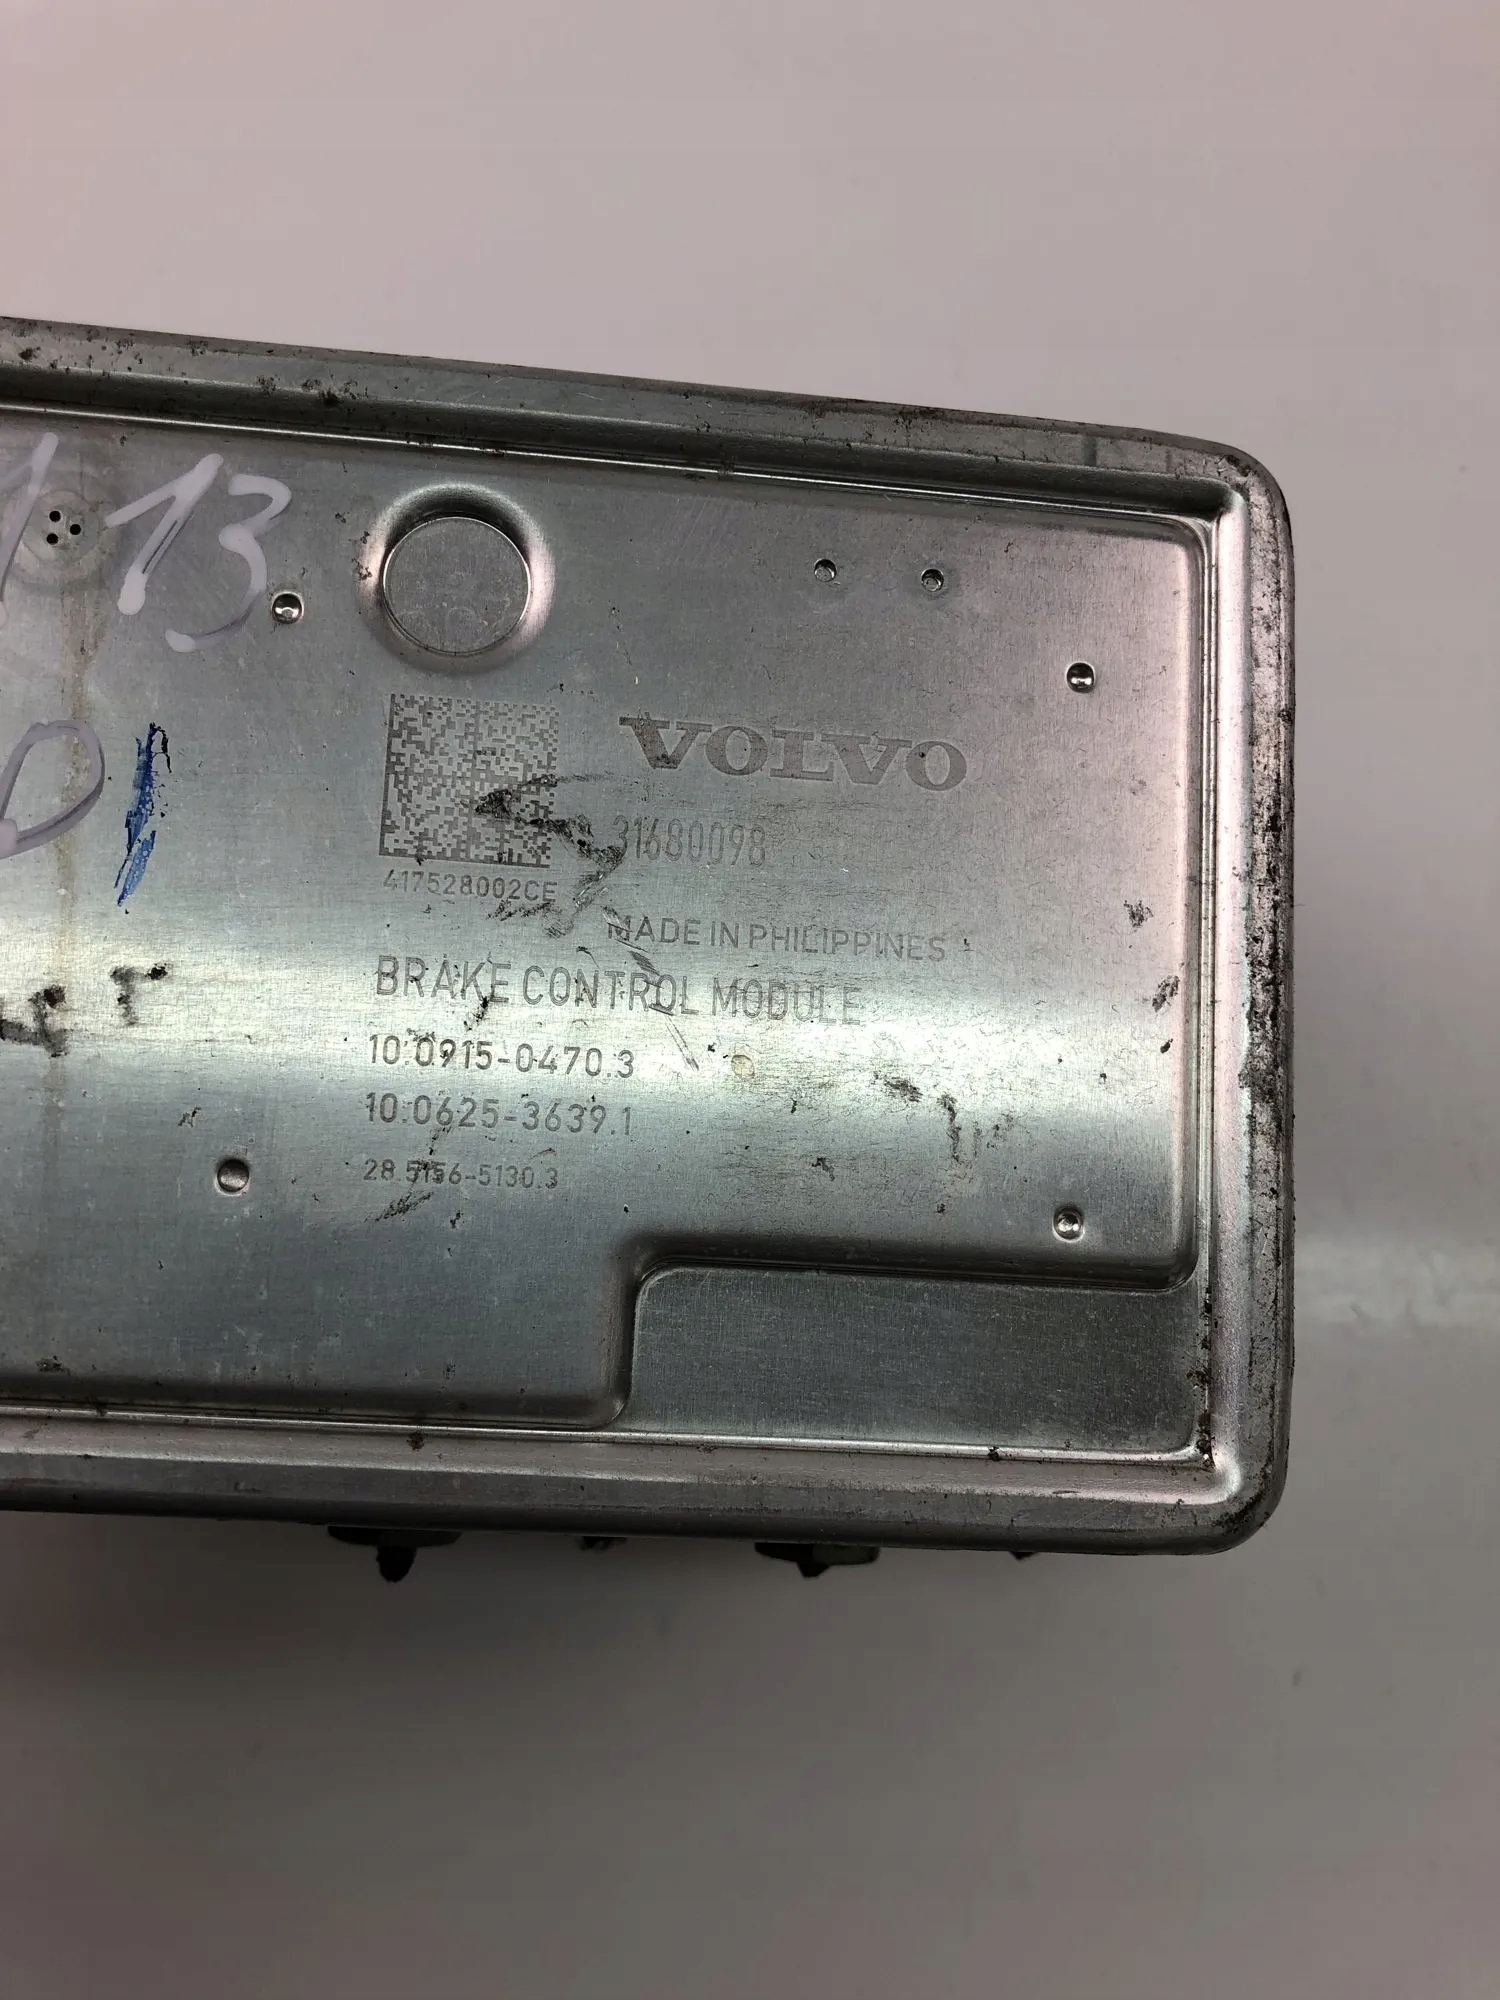 13
VOLVO
31680098
417528002CE
MADE IN PHILIPPINES
BRAKE CONTROL MODULE
10.0915-0470.3
10.0625-3639.1
28.5156-5130.3